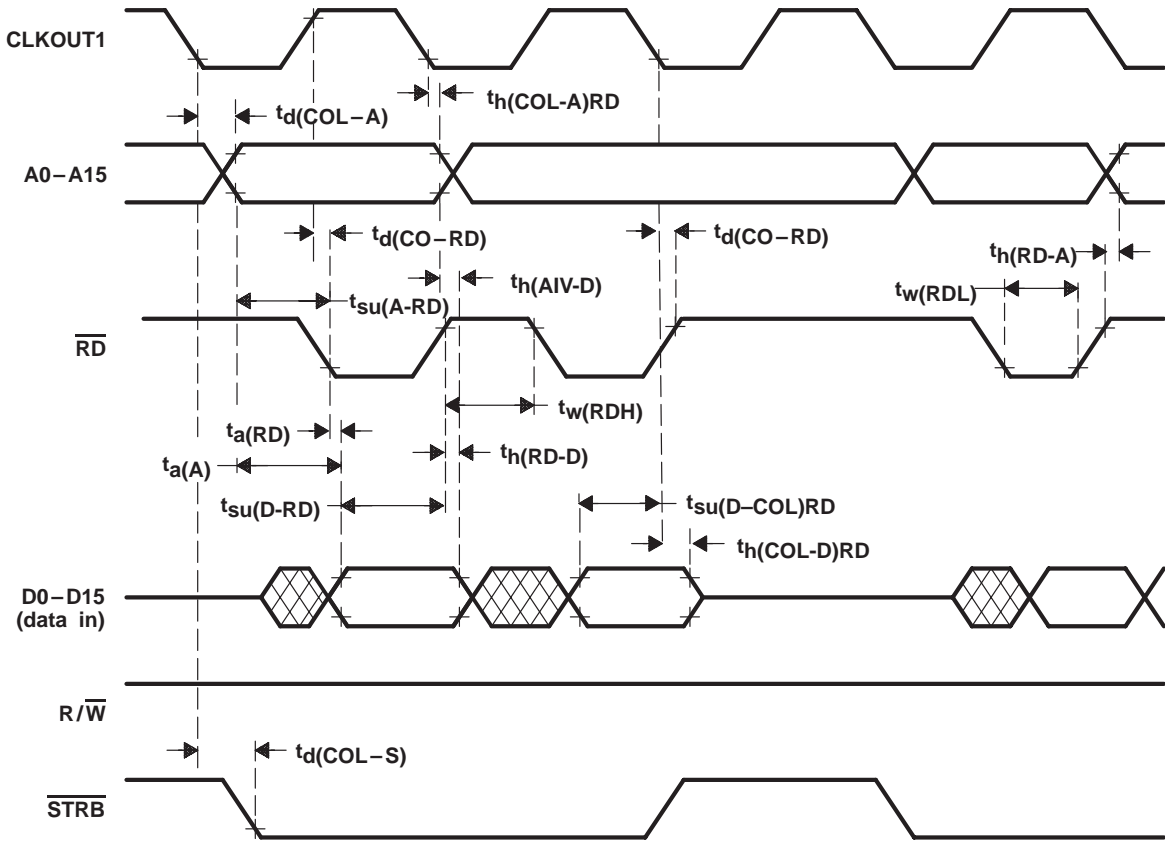 CLKOUT1
th(COL-A)RD
td(COL–A)
A0–A15
td(CO–RD)
td(CO–RD)
th(RD-A)
th(AIV-D)
tw(RDL)
tsu(A-RD)
RD
tw(RDH)
ta(RD)
th(RD-D)
ta(A)
tsu(D-RD)
tsu(D–COL)RD
th(COL-D)RD
D0–D15
(data in)
R/W
td(COL–S)
STRB